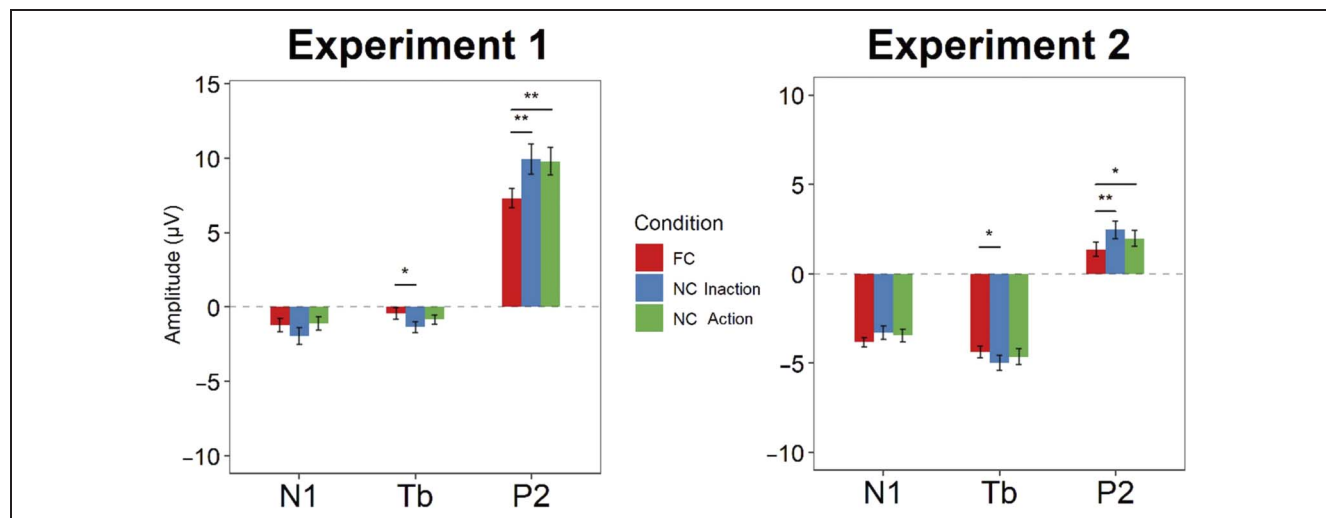 Experiment 1
15
10
5
0
−5
−10
Amplitude (µV)
*
**
**
N1 Tb P2
Condition
FC
NC Inaction
NC Action
Experiment 2
10
5
0
−5
−10
*
*
**
N1 Tb P2